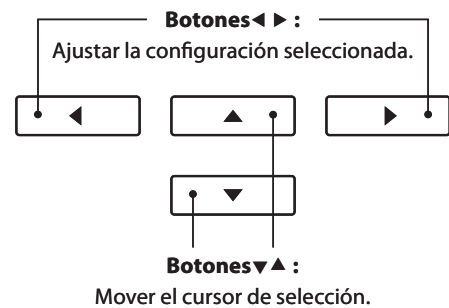 Botones◀ ▶ :
Ajustar la configuración seleccionada.
Botones▼▲ :
Mover el cursor de selección.